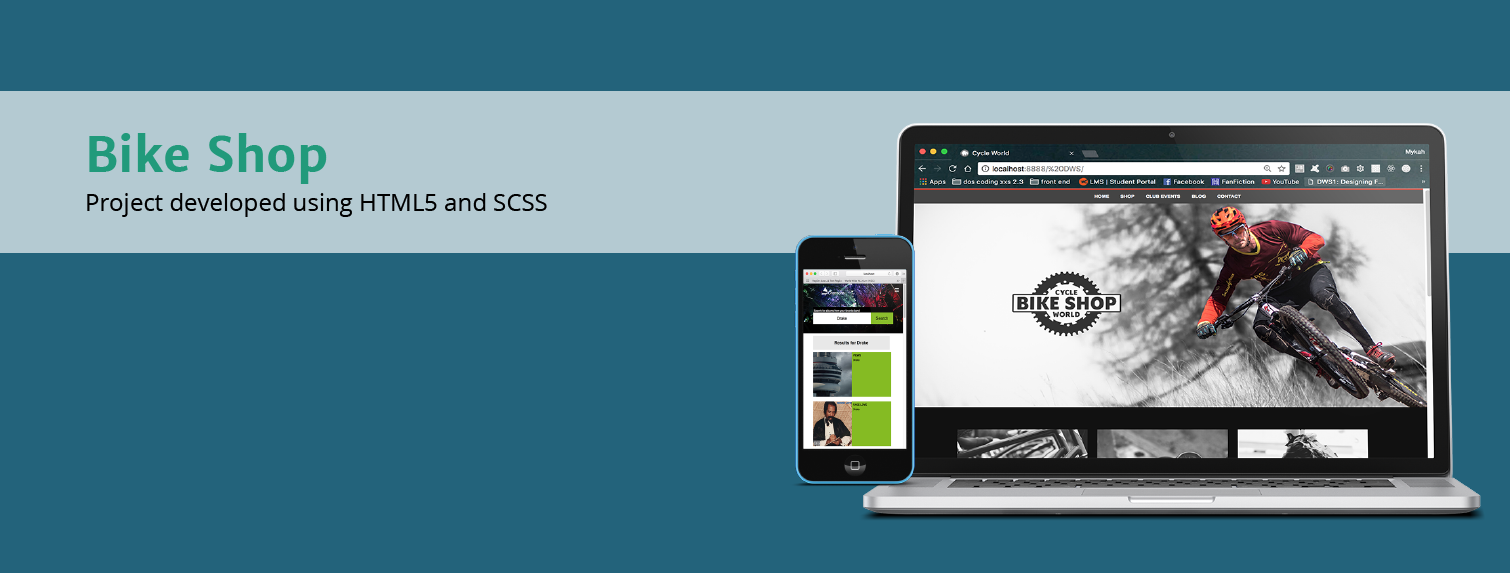 Bike Shop
Project developed using HTML5 and SCSS
Cycle World
Mykah
localhost:8888/%20DWS/
Apps
dos coding xxs 2.3
front end
LMS | Student Portal
Facebook
FanFiction
YouTube
DWS1: Designing F...
HOME SHOP CLUB EVENTS BLOG CONTACT
CYCLE
BIKE SHOP
WORLD
Drake
Search
Results for Drake